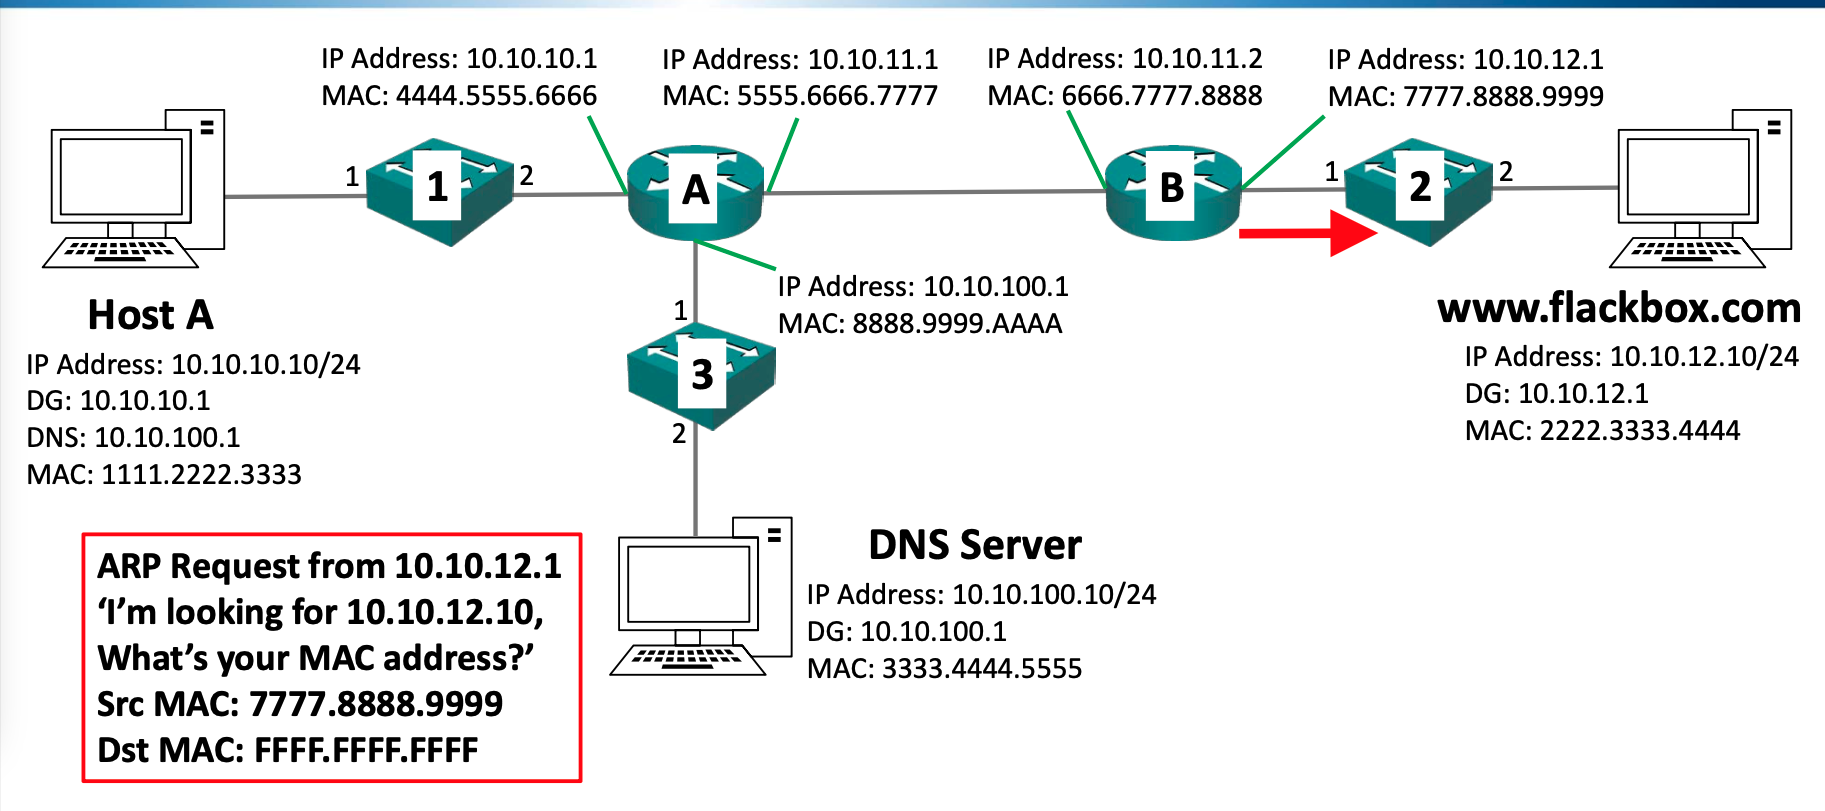 IP Address: 10.10.10.1
MAC: 4444.5555.6666
IP Address: 10.10.11.1
MAC: 5555.6666.7777
IP Address: 10.10.11.2
MAC: 6666.7777.8888
IP Address: 10.10.12.1
MAC: 7777.8888.9999
1
1
2
A
B
1
2
2
Host A
IP Address: 10.10.10.10/24
DG: 10.10.10.1
DNS: 10.10.100.1
MAC: 1111.2222.3333
IP Address: 10.10.100.1
MAC: 8888.9999.AAAA
1
3
2
www.flackbox.com
IP Address: 10.10.12.10/24
DG: 10.10.12.1
MAC: 2222.3333.4444
ARP Request from 10.10.12.1
‘I’m looking for 10.10.12.10,
What’s your MAC address?’
Src MAC: 7777.8888.9999
Dst MAC: FFFF.FFFF.FFFF
DNS Server
IP Address: 10.10.100.10/24
DG: 10.10.100.1
MAC: 3333.4444.5555